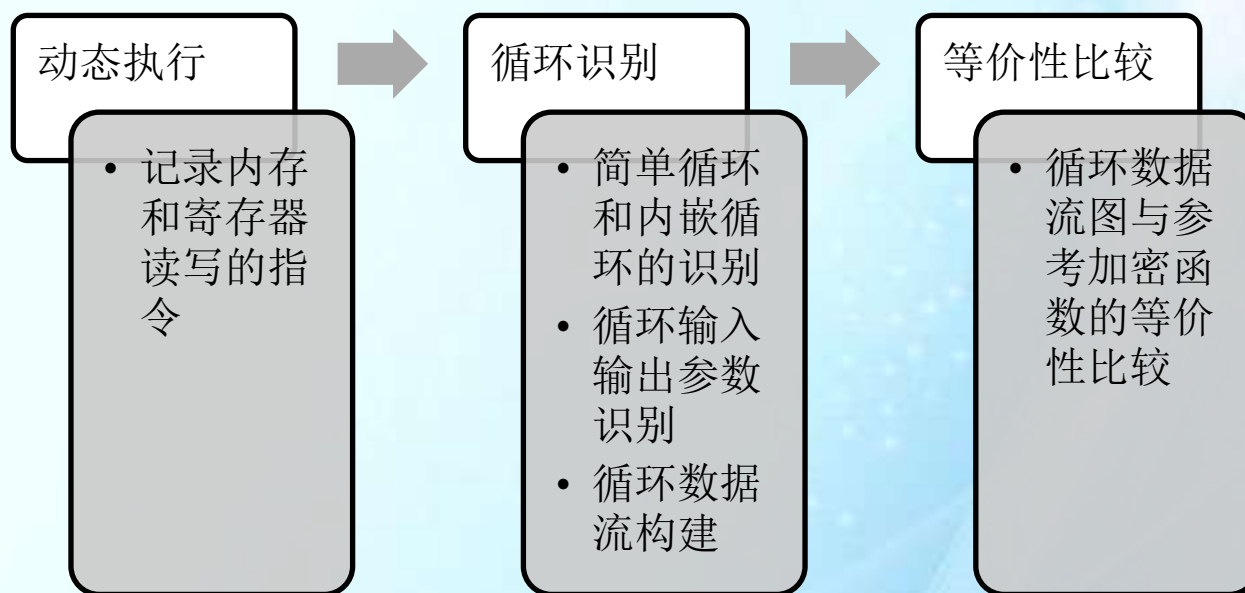 动态执行
• 记录内存
和寄存器
读写的指
令
循环识别
• 简单循环
和内嵌循
环的识别
• 循环输入
输出参数
识别
• 循环数据
流构建
等价性比较
• 循环数据
流图与参
考加密函
数的等价
性比较